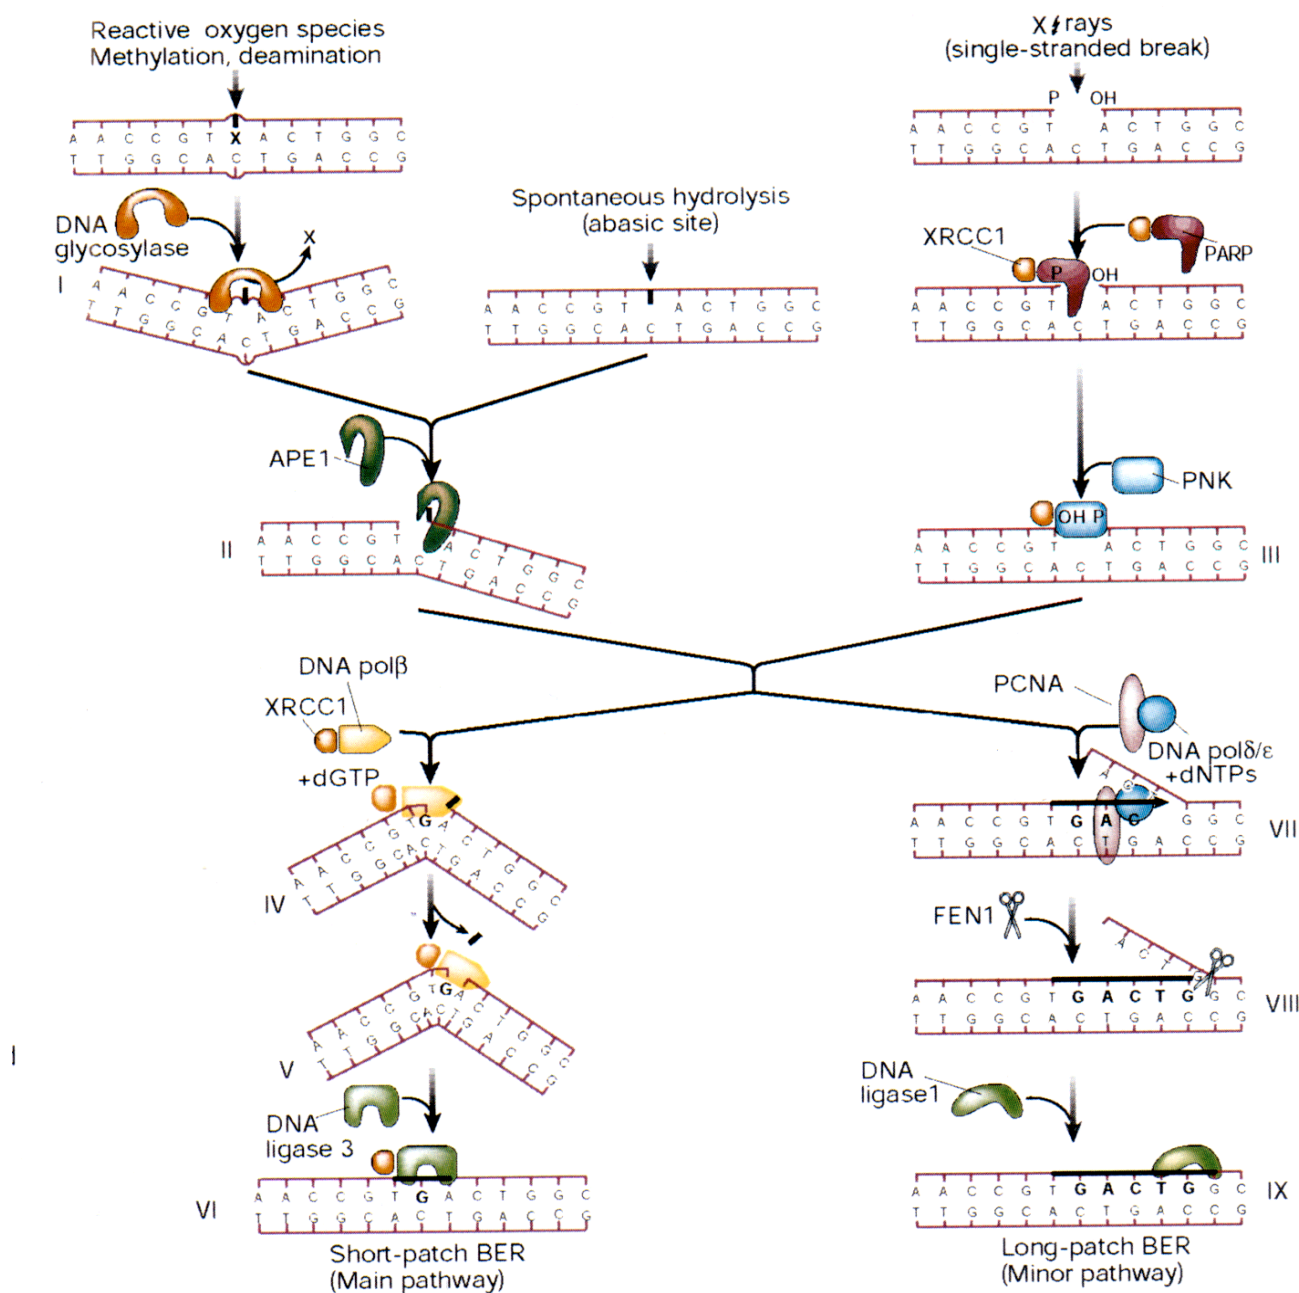 Reactive oxygen species
Methylation, deamination
X rays
(single-stranded break)
P OH
A A C C G T X A C T G G C
T T G G C A C T G A C C G
A A C C G T A C T G G C
T T G G C A C T G A C C G
DNA
glycosylase
X
Spontaneous hydrolysis
(abasic site)
XRCC1
PARP
P OH
I
A A C C G T A C T G G C
T T G G C A C T G A C C G
A A C C G T A C T G G C
T T G G C A C T G A C C G
A A C C G T A C T G G C
T T G G C A C T G A C C G
APE1
PNK
OH P
II
A A C C G T A C T G G C
T T G G C A C T G A C C G
A A C C G T A C T G G C
T T G G C A C T G A C C G
III
DNA polβ
XRCC1
+dGTP
PCNA
DNA polδ/ε
+dNTPs
IV
A A C C G T G A C T G G C
T T G G C A C T G A C C G
A G
A A C C G T G A C G G C
T T G G C A C T G A C C G
VII
FEN1
V
A A C C G T G A C T G G C
T T G G C A C T G A C C G
A C T G
A A C C G T G A C T G G C
T T G G C A C T G A C C G
VIII
DNA
ligase 3
DNA
ligase1
VI
A A C C G T G A C T G G C
T T G G C A C T G A C C G
A A C C G T G A C T G G C
T T G G C A C T G A C C G
IX
Short-patch BER
(Main pathway)
Long-patch BER
(Minor pathway)